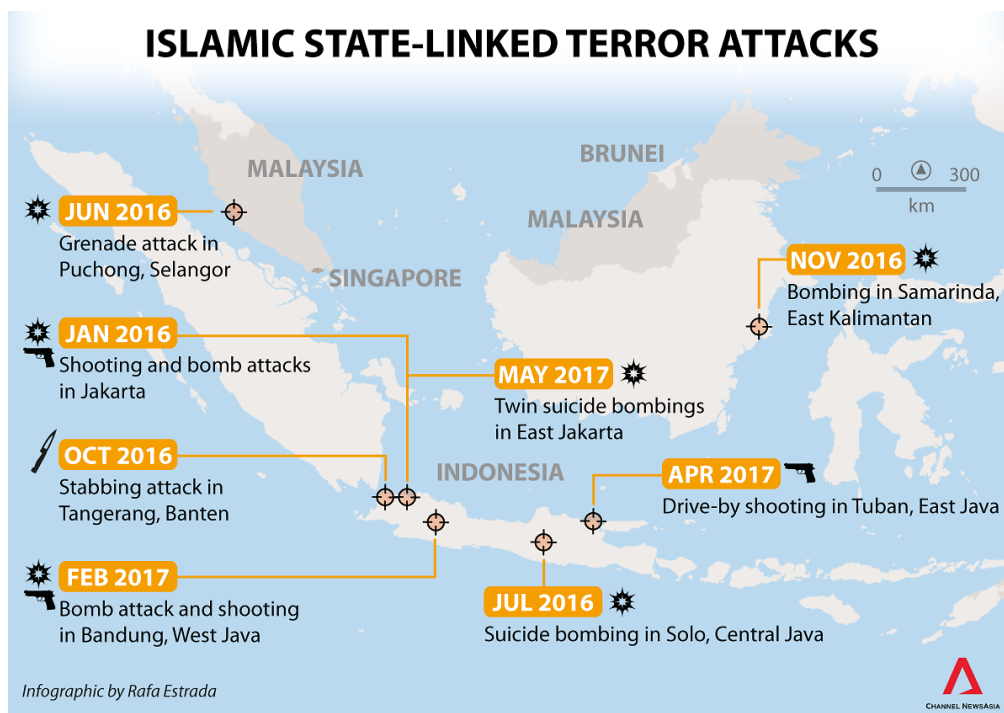 ISLAMIC STATE-LINKED TERROR ATTACKS
MALAYSIA
BRUNEI
0 300
km
MALAYSIA
SINGAPORE
INDONESIA
JUN 2016
Grenade attack in
Puchong, Selangor
JAN 2016
Shooting and bomb attacks
in Jakarta
OCT 2016
Stabbing attack in
Tangerang, Banten
FEB 2017
Bomb attack and shooting
in Bandung, West Java
NOV 2016
Bombing in Samarinda,
East Kalimantan
MAY 2017
Twin suicide bombings
in East Jakarta
APR 2017
Drive-by shooting in Tuban, East Java
JUL 2016
Suicide bombing in Solo, Central Java
Infographic by Rafa Estrada
CHANNEL NEWSASIA